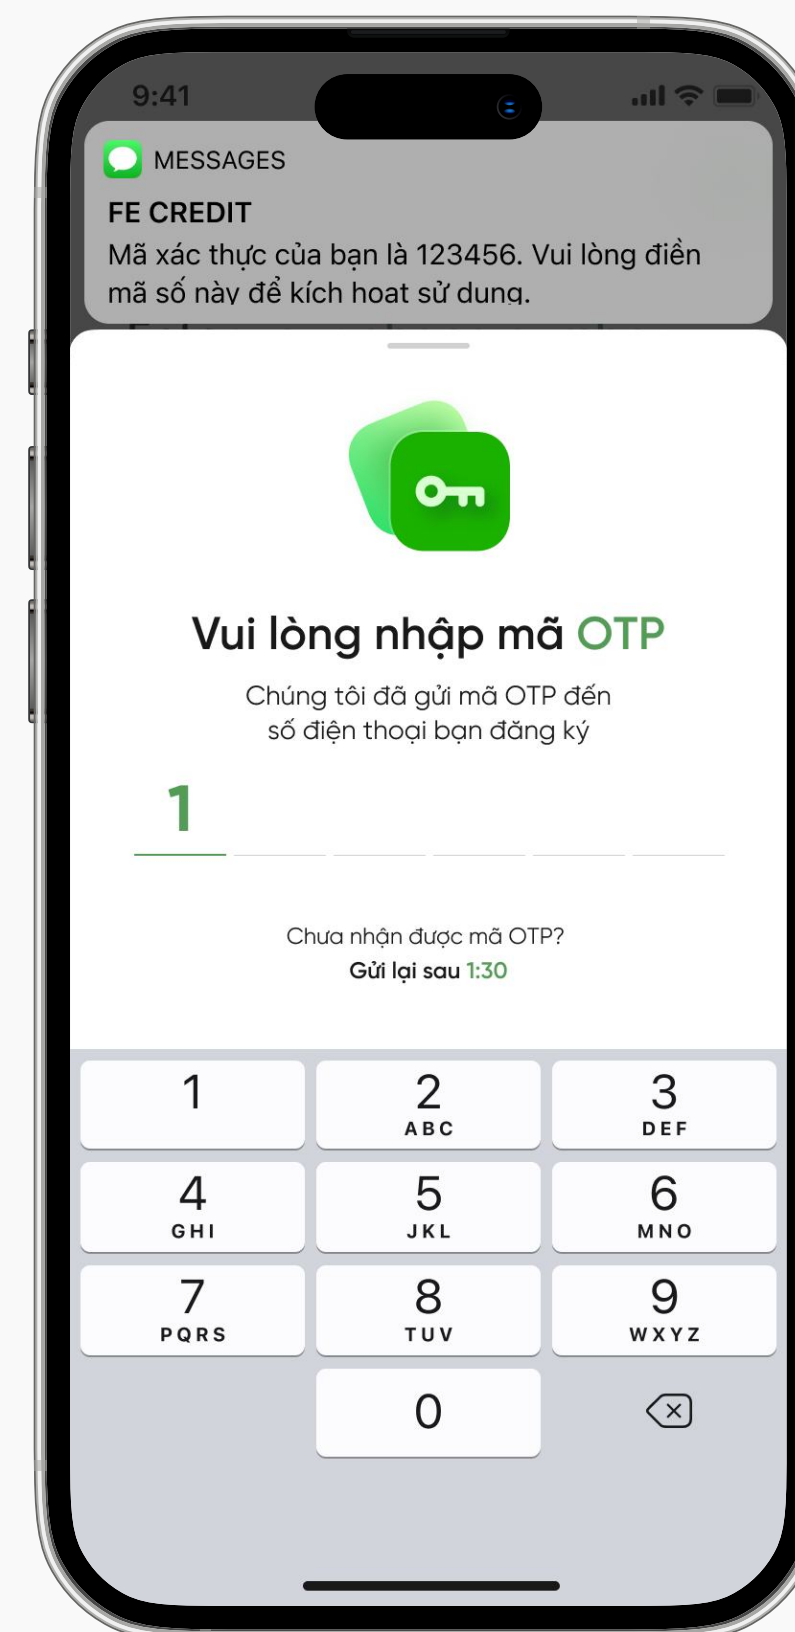 9:41
MESSAGES
FE CREDIT
Mã xác thực của bạn là 123456. Vui lòng điền
mã số này để kích hoạt sử dụng.
Vui lòng nhập mã OTP
Chúng tôi đã gửi mã OTP đến
số điện thoại bạn đăng ký
1
Chưa nhận được mã OTP?
Gửi lại sau 1:30
1
2
3
ABC
DEF
4
5
6
GHI
JKL
MNO
7
8
9
PQRS
TUV
WXYZ
0